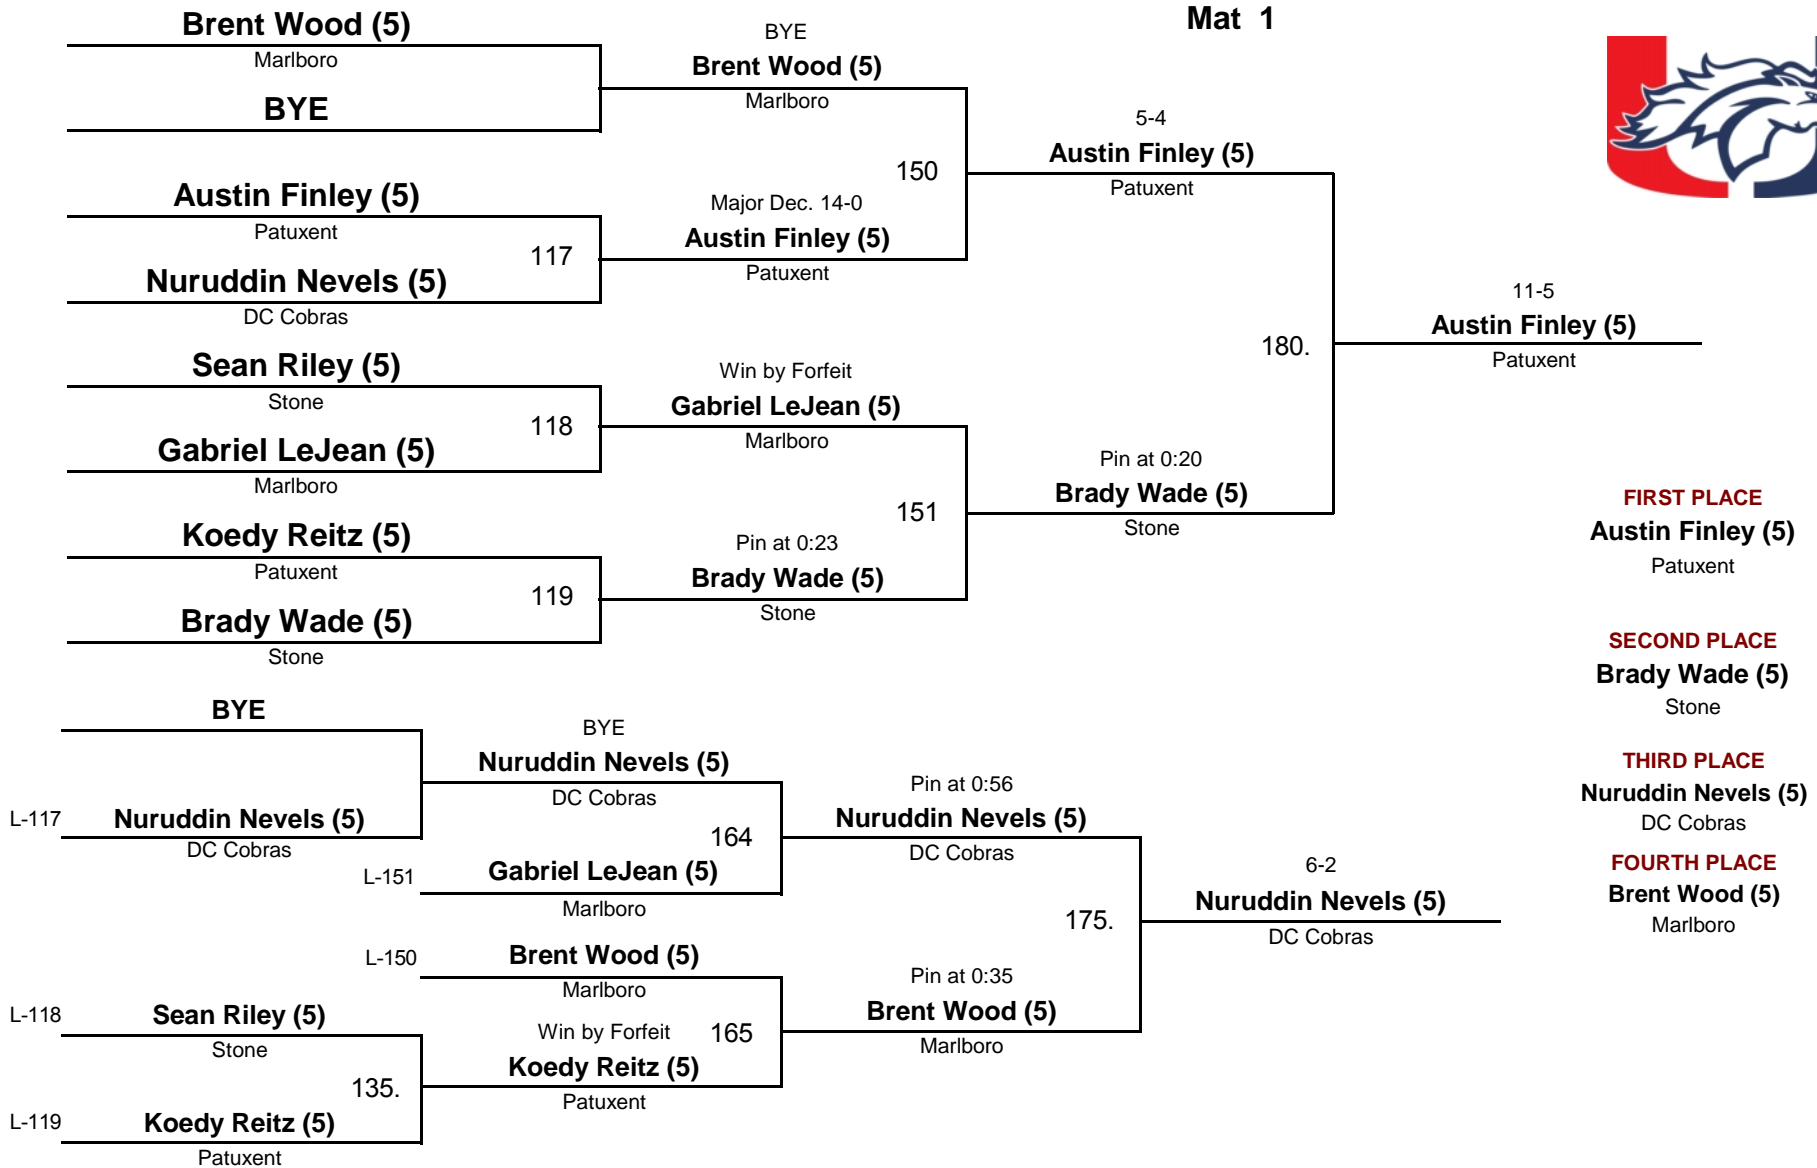 Mat 1
Brent Wood (5)
Marlboro
BYE
Austin Finley (5)
Patuxent
117
Nuruddin Nevels (5)
DC Cobras
Sean Riley (5)
Stone
118
Gabriel LeJean (5)
Marlboro
Koedy Reitz (5)
Patuxent
119
Brady Wade (5)
Stone
BYE
Brent Wood (5)
Marlboro
150
Major Dec. 14-0
Austin Finley (5)
Patuxent
Win by Forfeit
Gabriel LeJean (5)
Marlboro
151
Pin at 0:23
Brady Wade (5)
Stone
5-4
Austin Finley (5)
Patuxent
180.
Pin at 0:20
Brady Wade (5)
Stone
11-5
Austin Finley (5)
Patuxent
BYE
L-117
Nuruddin Nevels (5)
DC Cobras
L-118
Sean Riley (5)
Stone
135.
L-119
Koedy Reitz (5)
Patuxent
BYE
Nuruddin Nevels (5)
DC Cobras
164
L-151
Gabriel LeJean (5)
Marlboro
L-150
Brent Wood (5)
Marlboro
Win by Forfeit
165
Koedy Reitz (5)
Patuxent
Pin at 0:56
Nuruddin Nevels (5)
DC Cobras
175.
Pin at 0:35
Brent Wood (5)
Marlboro
6-2
Nuruddin Nevels (5)
DC Cobras
FIRST PLACE
Austin Finley (5)
Patuxent
SECOND PLACE
Brady Wade (5)
Stone
THIRD PLACE
Nuruddin Nevels (5)
DC Cobras
FOURTH PLACE
Brent Wood (5)
Marlboro